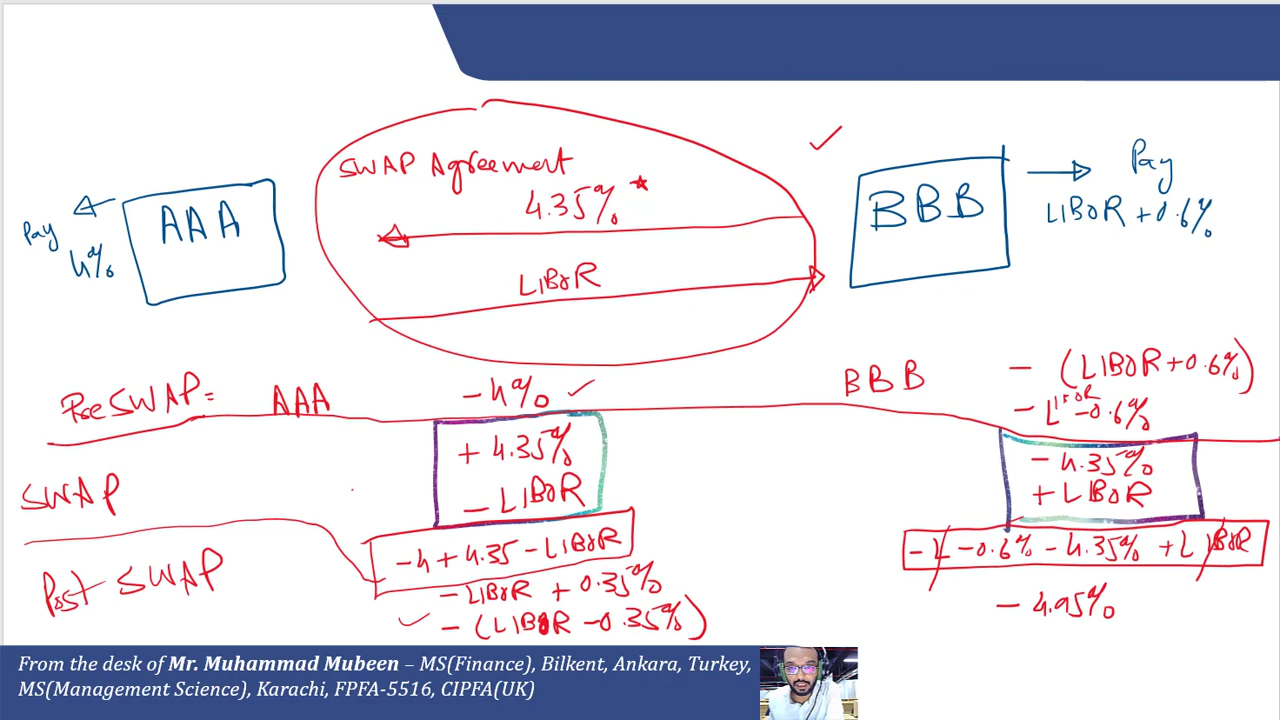 SWAP Agreement
4.35% *
LIBOR
Pay
4%
AAA
BBB
Pay
LIBOR + 0.6%
Pre SWAP = AAA
-4% ✓
BBB
- (LIBOR + 0.6%)
- LIBOR - 0.6%
SWAP
+ 4.35%
- LIBOR
- 4.35%
+ LIBOR
Post SWAP
-4 + 4.35 - LIBOR
- LIBOR + 0.35%
✓ - (LIBOR - 0.35%)
- L - 0.6% - 4.35% + LIBOR
- 4.95%
From the desk of Mr. Muhammad Mubeen – MS(Finance), Bilkent, Ankara, Turkey,
MS(Management Science), Karachi, FPFA-5516, CIPFA(UK)